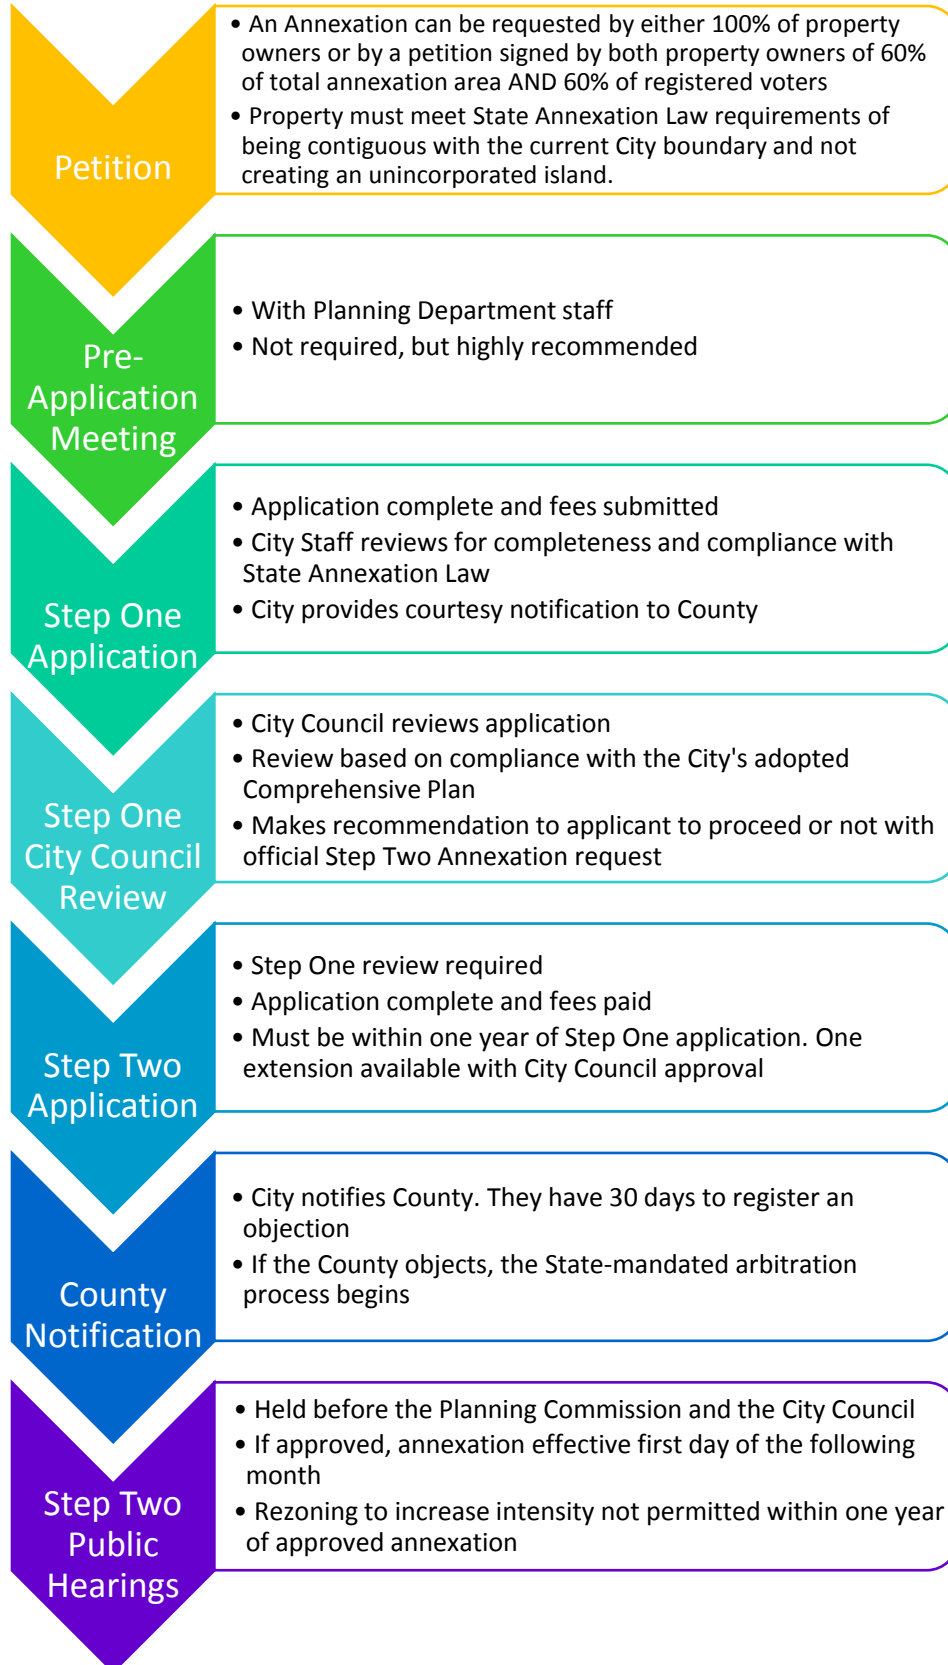 Petition
• An Annexation can be requested by either 100% of property
owners or by a petition signed by both property owners of 60%
of total annexation area AND 60% of registered voters
• Property must meet State Annexation Law requirements of
being contiguous with the current City boundary and not
creating an unincorporated island.
Pre-
Application
Meeting
• With Planning Department staff
• Not required, but highly recommended
Step One
Application
• Application complete and fees submitted
• City Staff reviews for completeness and compliance with
State Annexation Law
• City provides courtesy notification to County
Step One
City Council
Review
• City Council reviews application
• Review based on compliance with the City's adopted
Comprehensive Plan
• Makes recommendation to applicant to proceed or not with
official Step Two Annexation request
Step Two
Application
• Step One review required
• Application complete and fees paid
• Must be within one year of Step One application. One
extension available with City Council approval
County
Notification
• City notifies County. They have 30 days to register an
objection
• If the County objects, the State-mandated arbitration
process begins
Step Two
Public
Hearings
• Held before the Planning Commission and the City Council
• If approved, annexation effective first day of the following
month
• Rezoning to increase intensity not permitted within one year
of approved annexation